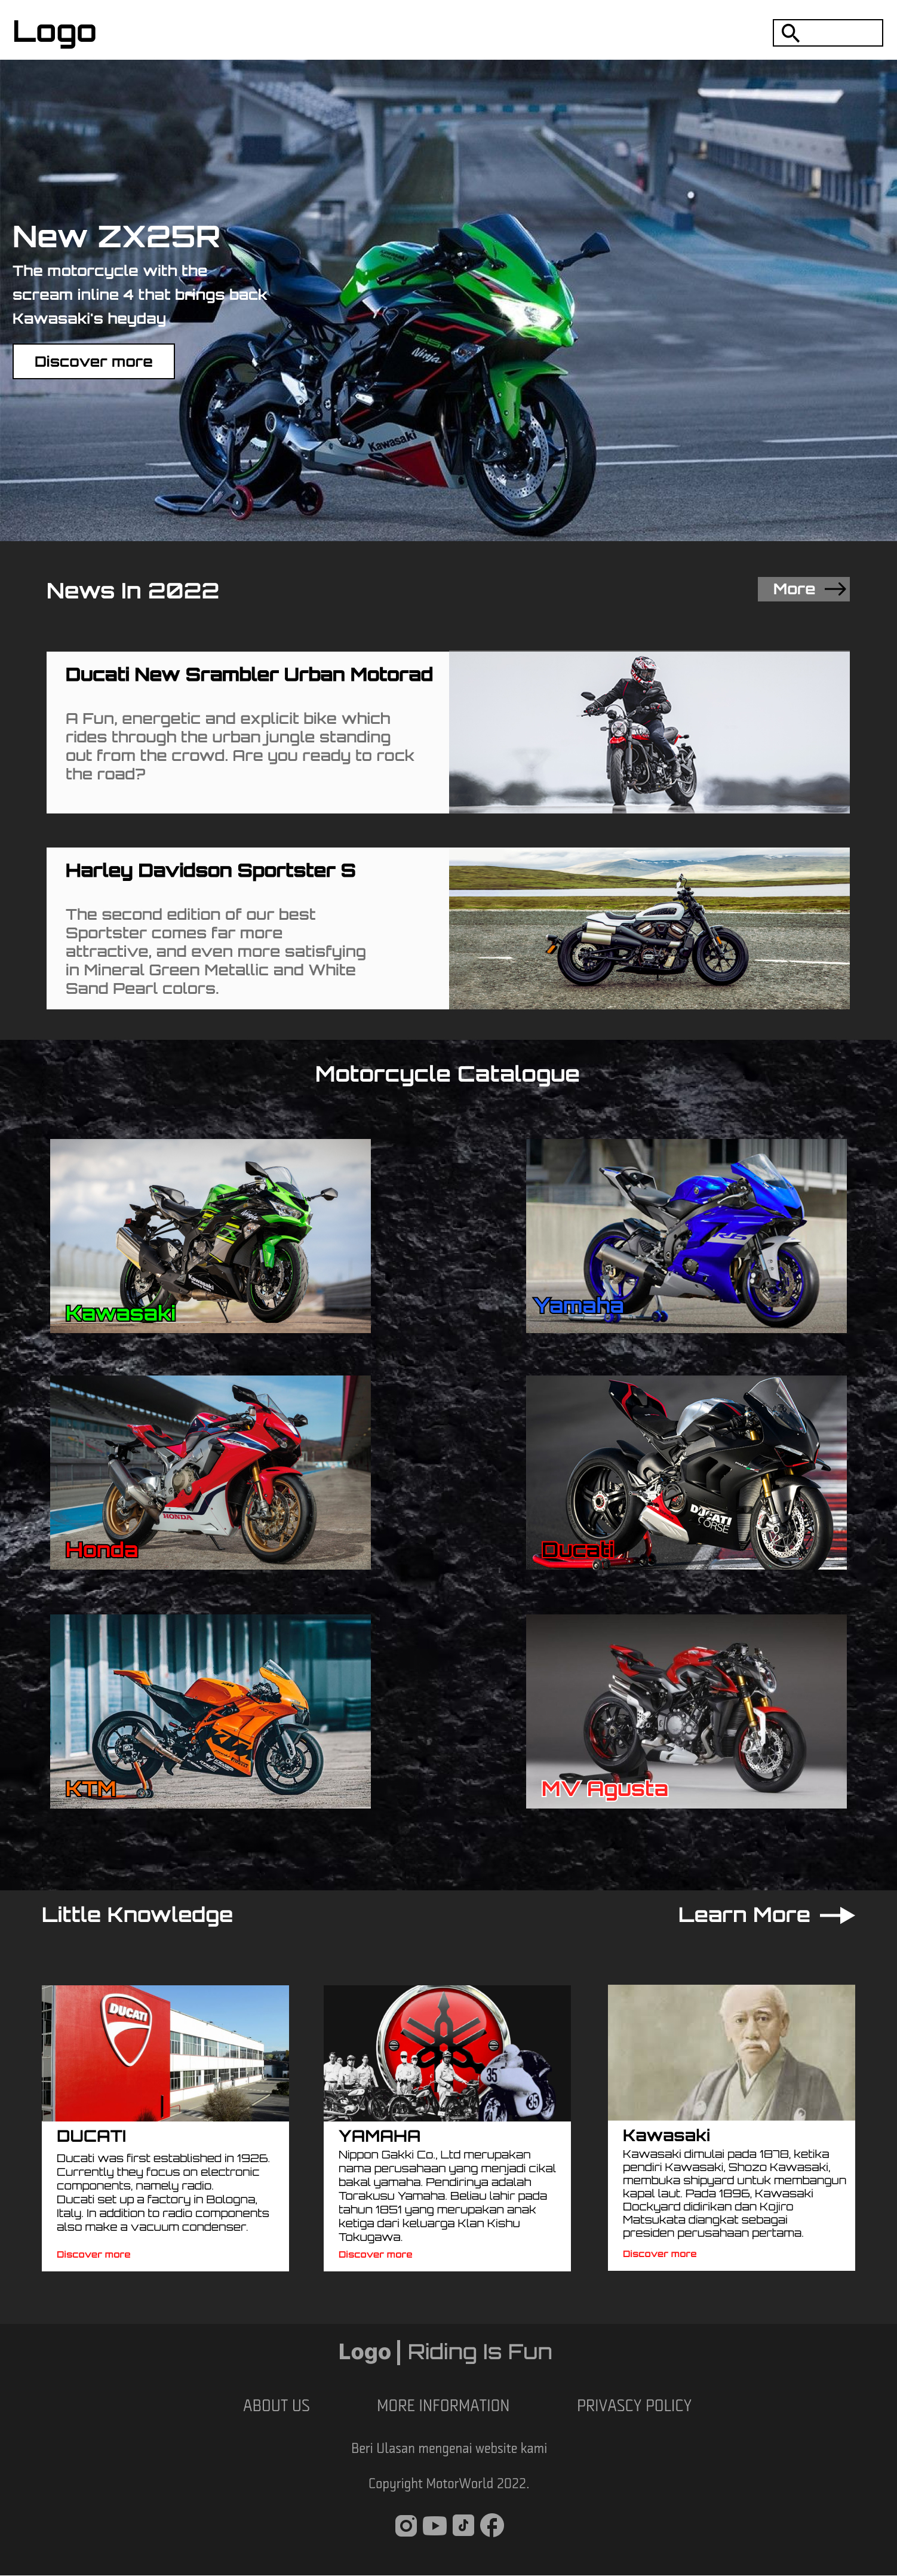 Logo
New ZX25R
The motorcycle with the
scream inline 4 that brings back
Kawasaki's heyday
Discover more
ZX25R
Ninja
Kawasaki
News In 2022
More
Ducati New Srambler Urban Motorad
A Fun, energetic and explicit bike which
rides through the urban jungle standing
out from the crowd. Are you ready to rock
the road?
Harley Davidson Sportster S
The second edition of our best
Sportster comes far more
attractive, and even more satisfying
in Mineral Green Metallic and White
Sand Pearl colors.
Motorcycle Catalogue
Kawasaki
Yamaha
R6
HONDA
Honda
DUCATI
CORSE
Ducati
KTM
MV Agusta
Little Knowledge
Learn More
DUCATI
35
35
DUCATI
Ducati was first established in 1926.
Currently they focus on electronic
components, namely radio.
Ducati set up a factory in Bologna,
Italy. In addition to radio components
also make a vacuum condenser.
Discover more
YAMAHA
Nippon Gakki Co., Ltd merupakan
nama perusahaan yang menjadi cikal
bakal yamaha. Pendirinya adalah
Torakusu Yamaha. Beliau lahir pada
tahun 1851 yang merupakan anak
ketiga dari keluarga Klan Kishu
Tokugawa.
Discover more
Kawasaki
Kawasaki dimulai pada 1878, ketika
pendiri Kawasaki, Shozo Kawasaki,
membuka shipyard untuk membangun
kapal laut. Pada 1896, Kawasaki
Dockyard didirikan dan Kojiro
Matsukata diangkat sebagai
presiden perusahaan pertama.
Discover more
Logo | Riding Is Fun
ABOUT US
MORE INFORMATION
PRIVASCY POLICY
Beri Ulasan mengenai website kami
Copyright MotorWorld 2022.